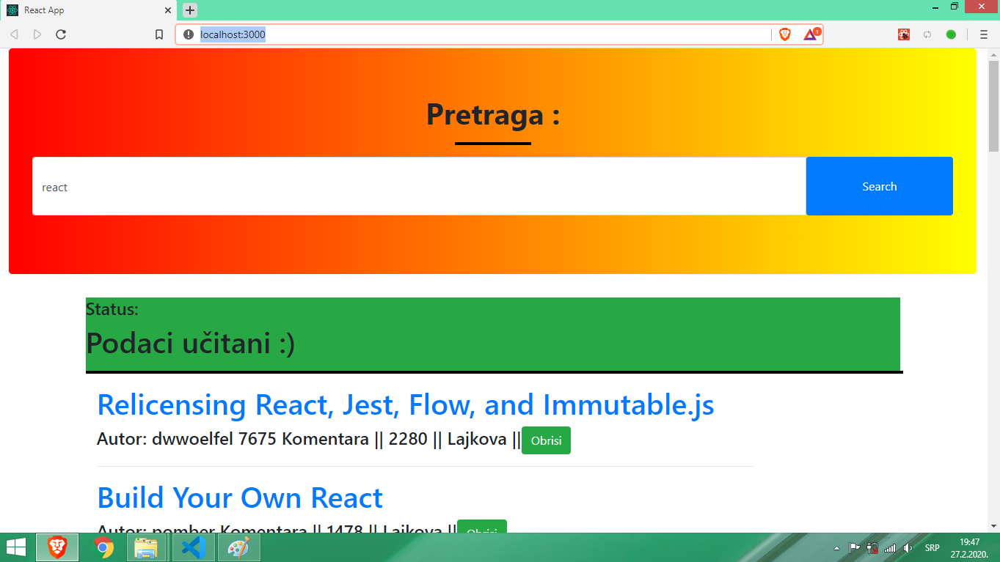 React App
localhost:3000
1
Pretraga :
react
Search
Status:
Podaci učitani :)
Relicensing React, Jest, Flow, and Immutable.js
Autor: dwwoelfel 7675 Komentara || 2280 || Lajkova ||
Obrisi
Build Your Own React
Autor: pomber Komentara || 1478 || Lajkova ||
Obrisi
SRP
19:47
27.2.2020.